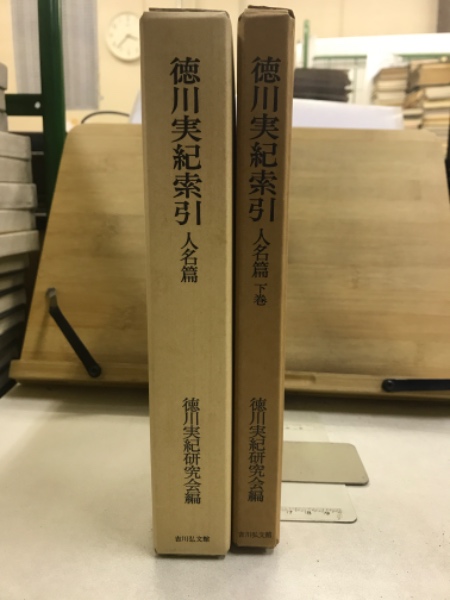 徳川実紀索引 人名篇
徳川実紀研究会編
吉川弘文館
徳川実紀索引 人名篇 下巻
徳川実紀研究会編
吉川弘文館